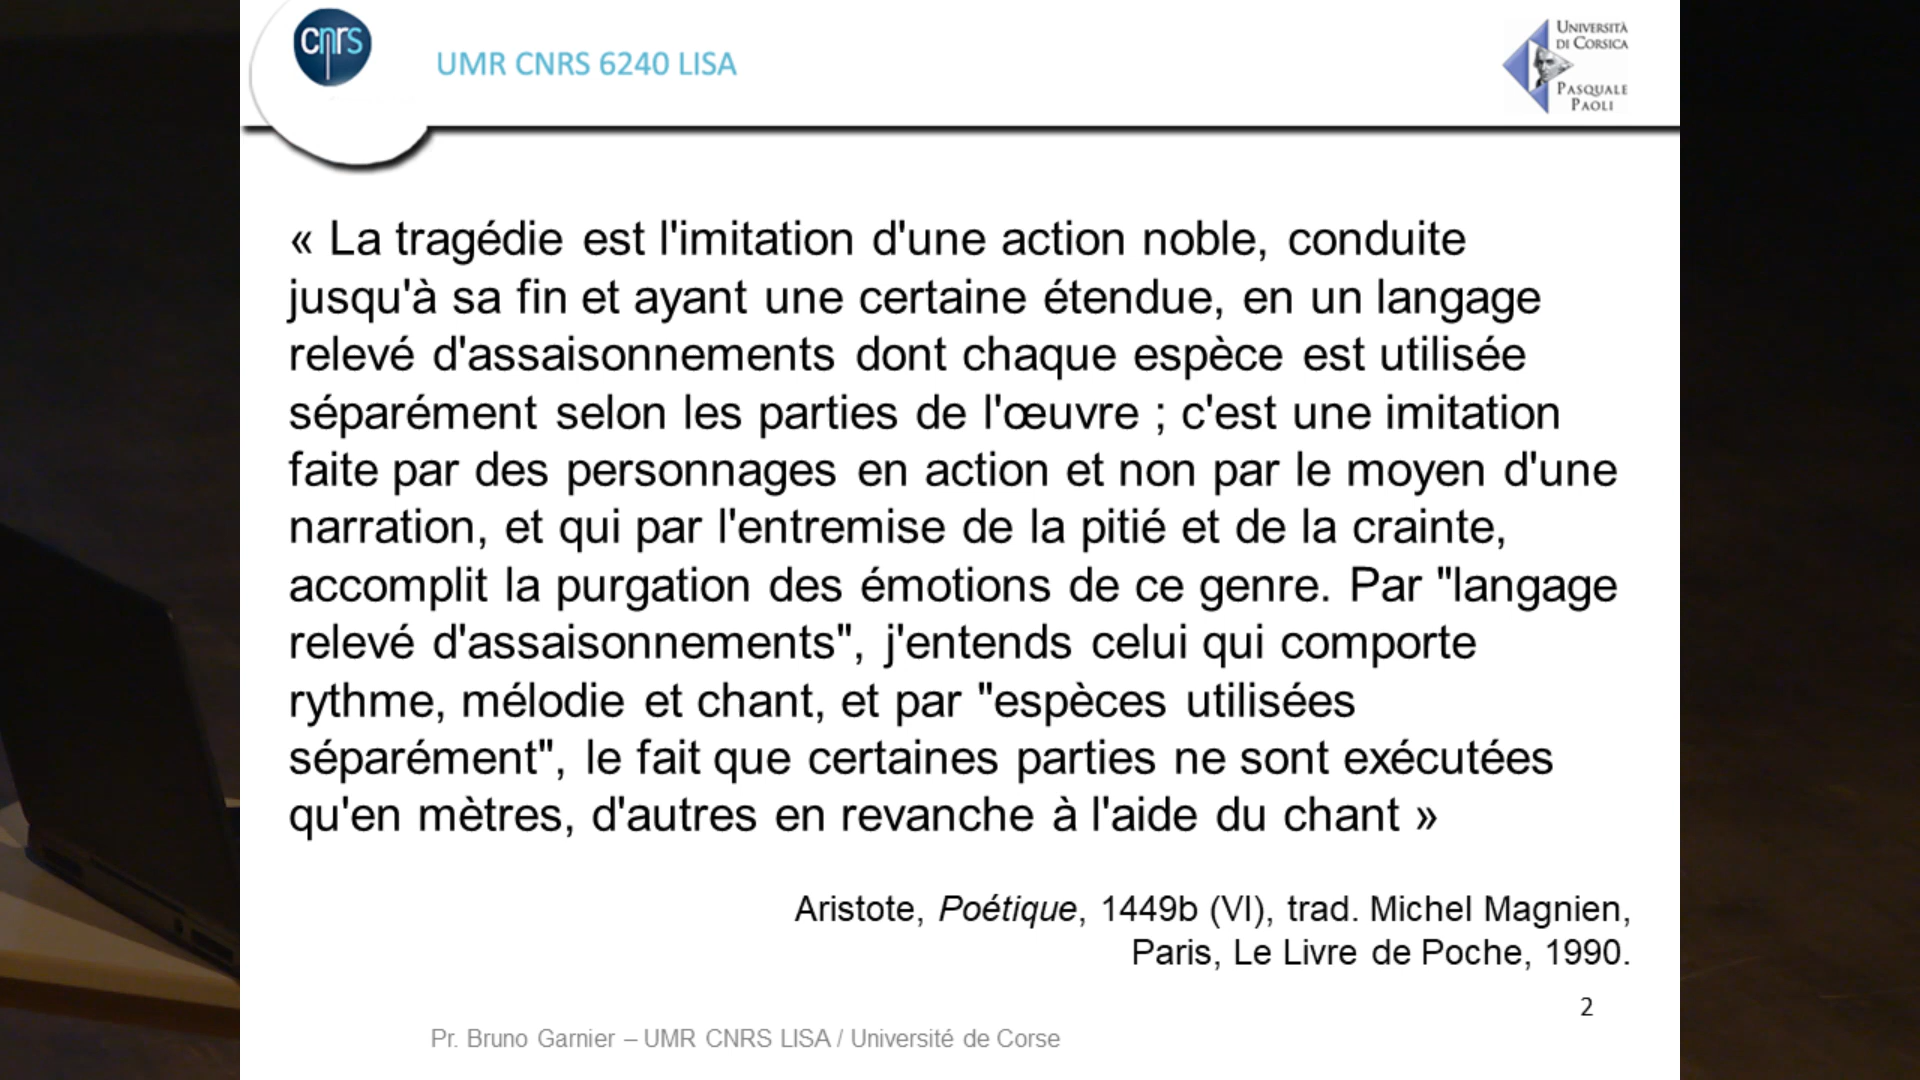 cnrs
UMR CNRS 6240 LISA
UNIVERSITÀ
DI CORSICA
PASQUALE
PAOLI
« La tragédie est l'imitation d'une action noble, conduite
jusqu'à sa fin et ayant une certaine étendue, en un langage
relevé d'assaisonnements dont chaque espèce est utilisée
séparément selon les parties de l'œuvre ; c'est une imitation
faite par des personnages en action et non par le moyen d'une
narration, et qui par l'entremise de la pitié et de la crainte,
accomplit la purgation des émotions de ce genre. Par "langage
relevé d'assaisonnements", j'entends celui qui comporte
rythme, mélodie et chant, et par "espèces utilisées
séparément", le fait que certaines parties ne sont exécutées
qu'en mètres, d'autres en revanche à l'aide du chant »
Aristote, Poétique, 1449b (VI), trad. Michel Magnien,
Paris, Le Livre de Poche, 1990.
2
Pr. Bruno Garnier – UMR CNRS LISA / Université de Corse